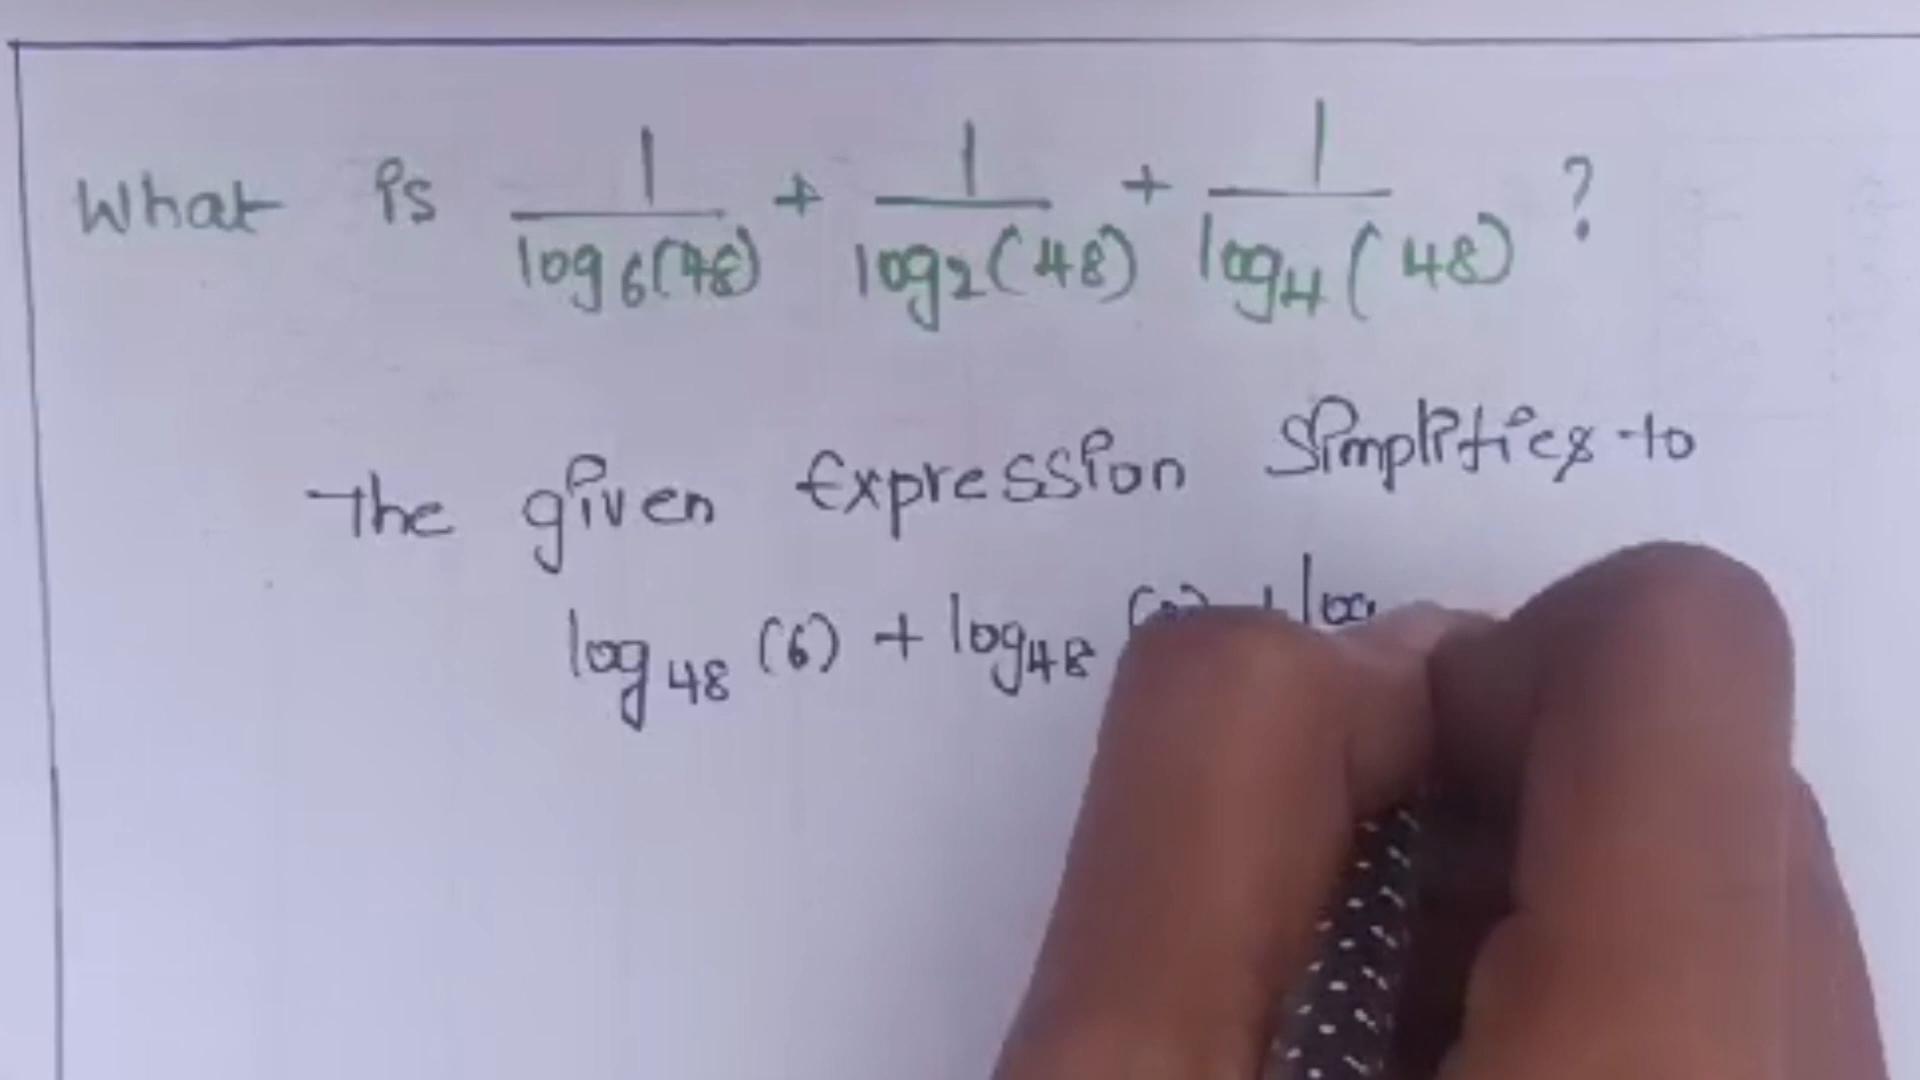 What is 1/log6(48) + 1/log2(48) + 1/log4(48) ?
The given Expression Simplifies to
log48 (6) + log48 + log